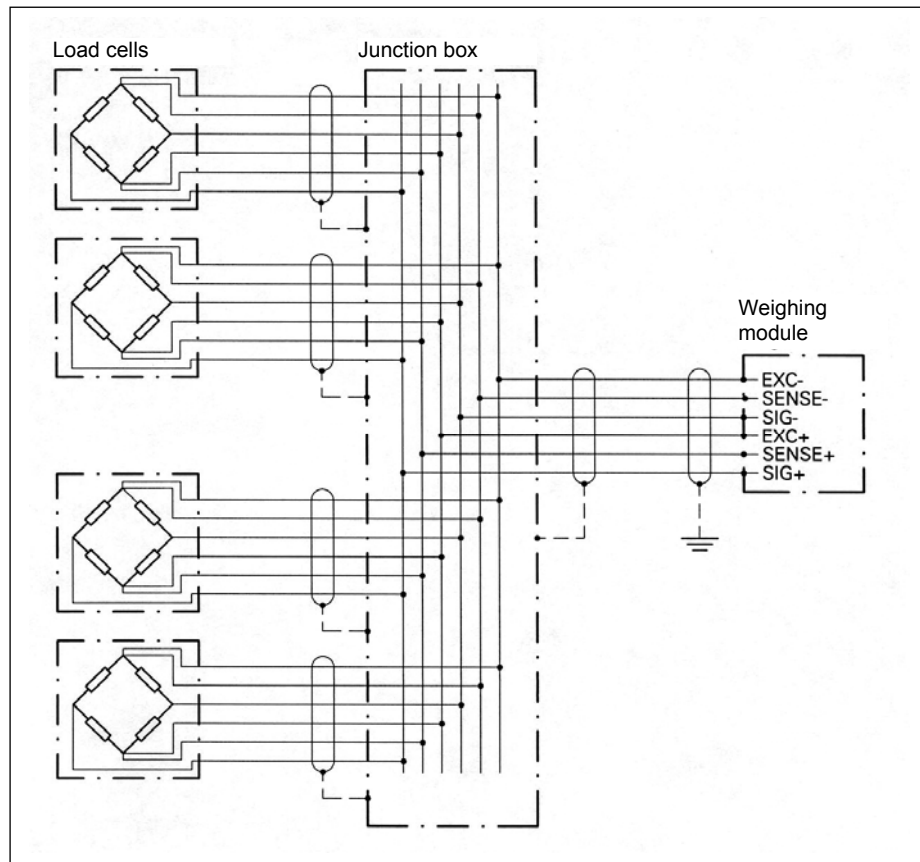 Load cells
Junction box
Weighing
module
EXC-
SENSE-
SIG-
EXC+
SENSE+
SIG+